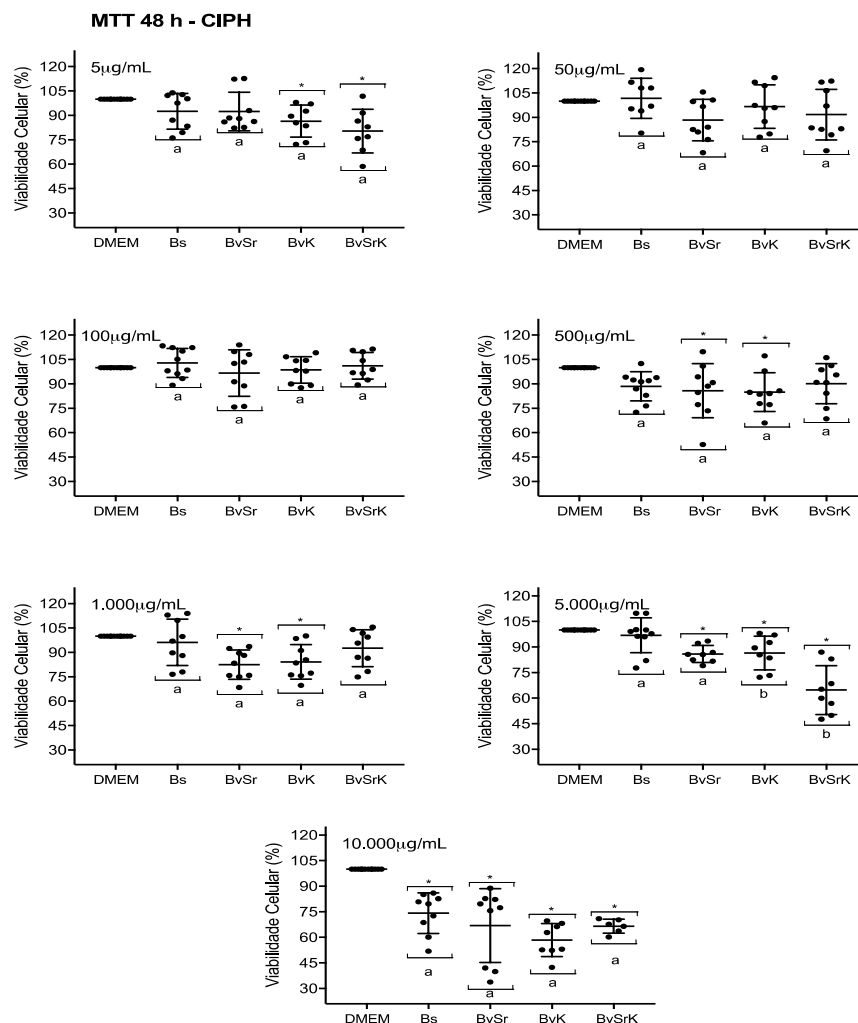 MTT 48 h - CIPH
5µg/mL
Viabilidade Celular (%)
120
105
90
75
60
45
30
* *
a a a a
DMEM Bs BvSr BvK BvSrK
50µg/mL
Viabilidade Celular (%)
120
105
90
75
60
45
30
a a a a
DMEM Bs BvSr BvK BvSrK
100µg/mL
Viabilidade Celular (%)
120
105
90
75
60
45
30
a a a a
DMEM Bs BvSr BvK BvSrK
500µg/mL
Viabilidade Celular (%)
120
105
90
75
60
45
30
* *
a a a a
DMEM Bs BvSr BvK BvSrK
1.000µg/mL
Viabilidade Celular (%)
120
105
90
75
60
45
30
* *
a a a a
DMEM Bs BvSr BvK BvSrK
5.000µg/mL
Viabilidade Celular (%)
120
105
90
75
60
45
30
* * *
a a b b
DMEM Bs BvSr BvK BvSrK
10.000µg/mL
Viabilidade Celular (%)
120
105
90
75
60
45
30
* * * *
a a a a
DMEM Bs BvSr BvK BvSrK